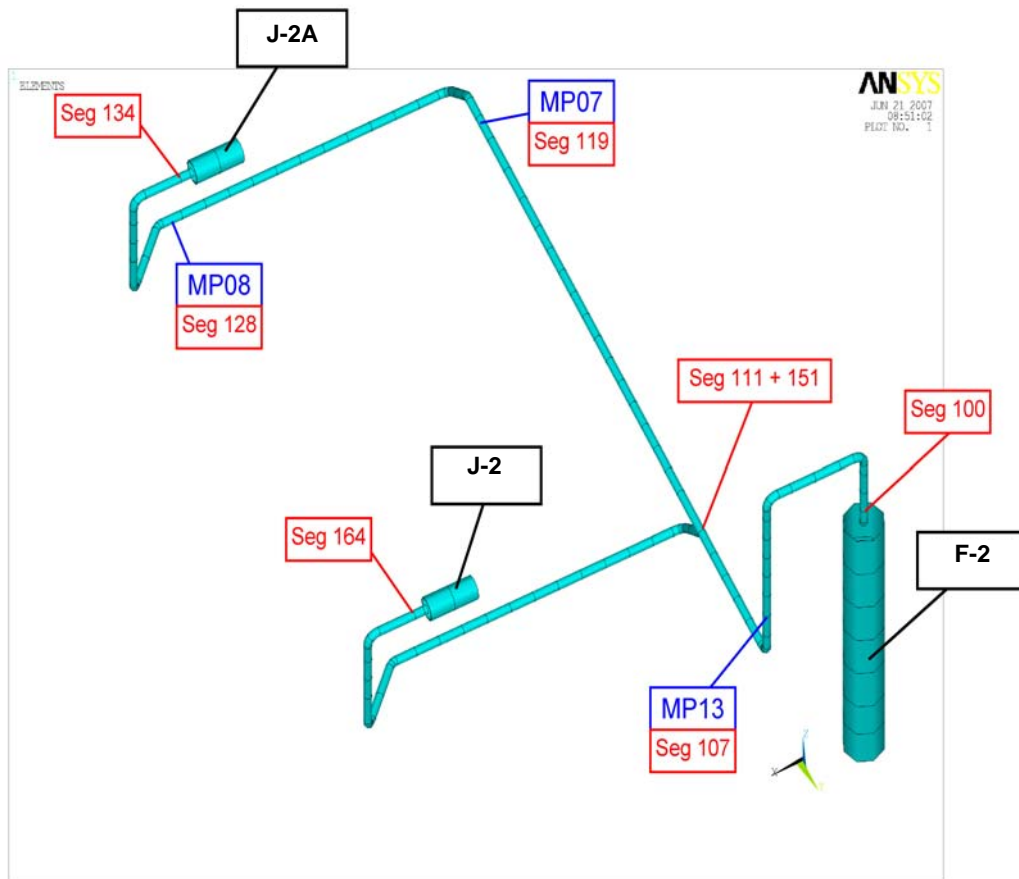 J-2A
1
ELEMENTS
ANSYS
JUN 21 2007
08:51:02
PLOT NO. 1
Seg 134
MP07
Seg 119
MP08
Seg 128
Seg 111 + 151
Seg 100
J-2
Seg 164
F-2
MP13
Seg 107
Z
X
Y